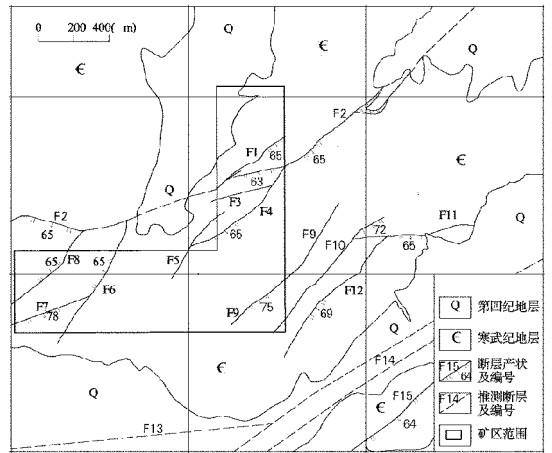 0 200 400( m)
Q
Є
Q
Є
F2
65
F1
65
63
Є
Q
F3
F4
F2
65
65
F8
65
65
F5
F9
F10
72
65
F11
Q
F6
F7
78
F9
75
F12
69
Q
F14
Є
Q
F15
Є
64
F13
Q 第四纪地层
Є 寒武纪地层
F15 64 断层产状及编号
F14 推测断层及编号
矿区范围